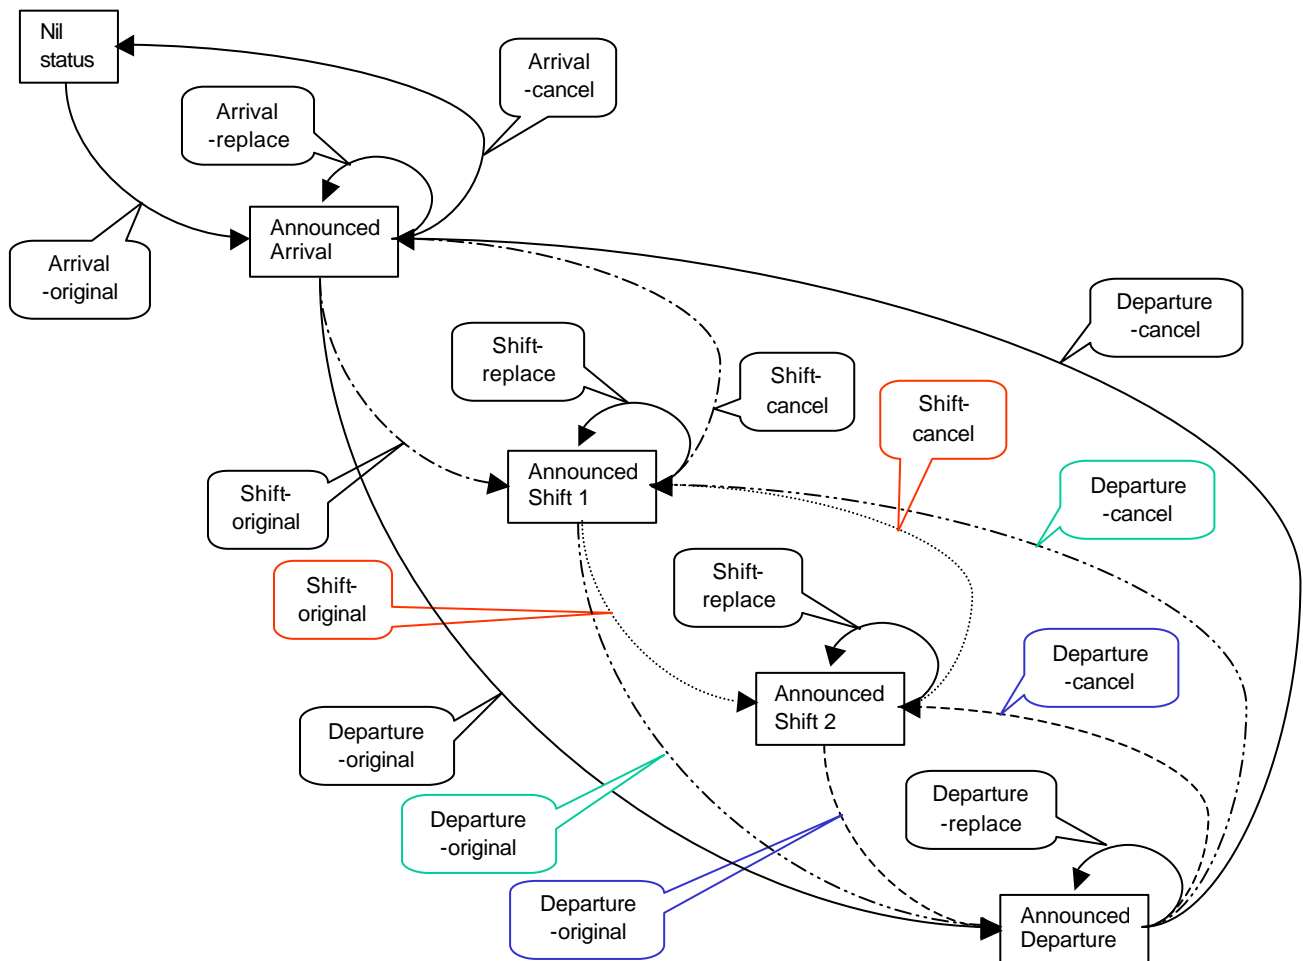 Nil
status
Arrival
-cancel
Arrival
-replace
Announced
Arrival
Arrival
-original
Departure
-cancel
Shift-
replace
Shift-
cancel
Shift-
cancel
Announced
Shift 1
Departure
-cancel
Shift-
original
Shift-
original
Shift-
replace
Departure
-cancel
Announced
Shift 2
Departure
-original
Departure
-replace
Departure
-original
Departure
-original
Announced
Departure